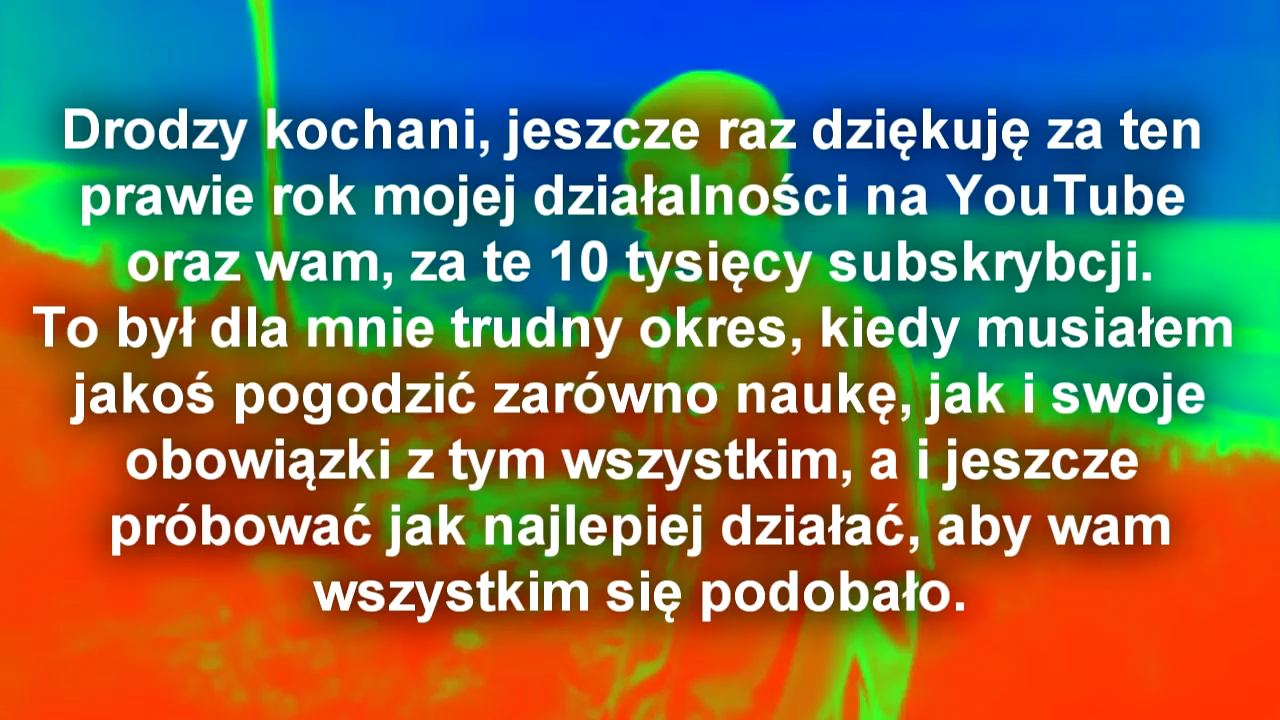 Drodzy kochani, jeszcze raz dziękuję za ten
prawie rok mojej działalności na YouTube
oraz wam, za te 10 tysięcy subskrybcji.
To był dla mnie trudny okres, kiedy musiałem
jakoś pogodzić zarówno naukę, jak i swoje
obowiązki z tym wszystkim, a i jeszcze
próbować jak najlepiej działać, aby wam
wszystkim się podobało.